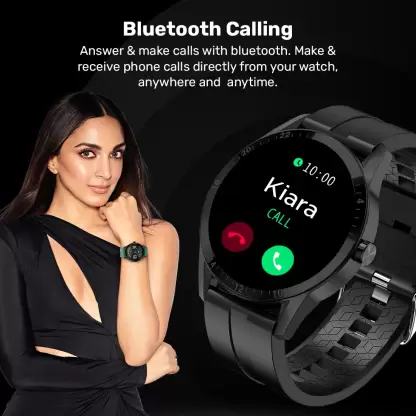 Bluetooth Calling
Answer & make calls with bluetooth. Make &
receive phone calls directly from your watch,
anywhere and anytime.
10:00
Kiara
CALL